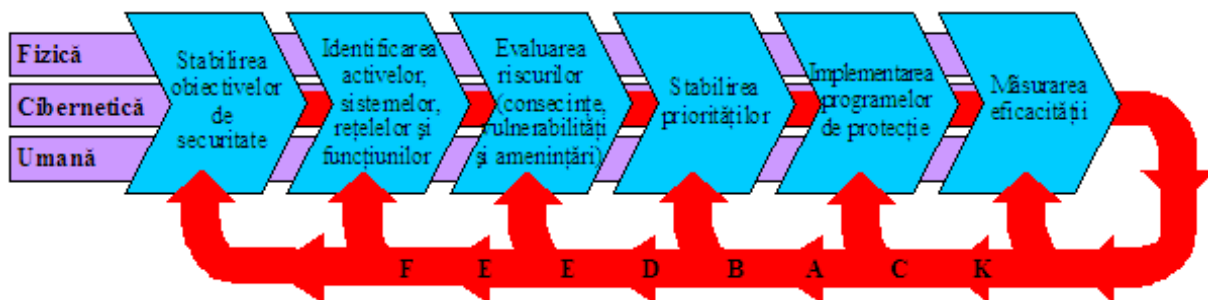 Fizică
Cibernetică
Umană
Stabilirea
obiectivelor
de
securitate
Identificarea
activelor,
sistemelor,
rețelelor și
funcțiunilor
Evaluarea
riscurilor
(consecințe,
vulnerabilități
și amenințări)
Stabilirea
priorităților
Implementarea
programelor
de protecție
Măsurarea
eficacității
F E E D B A C K